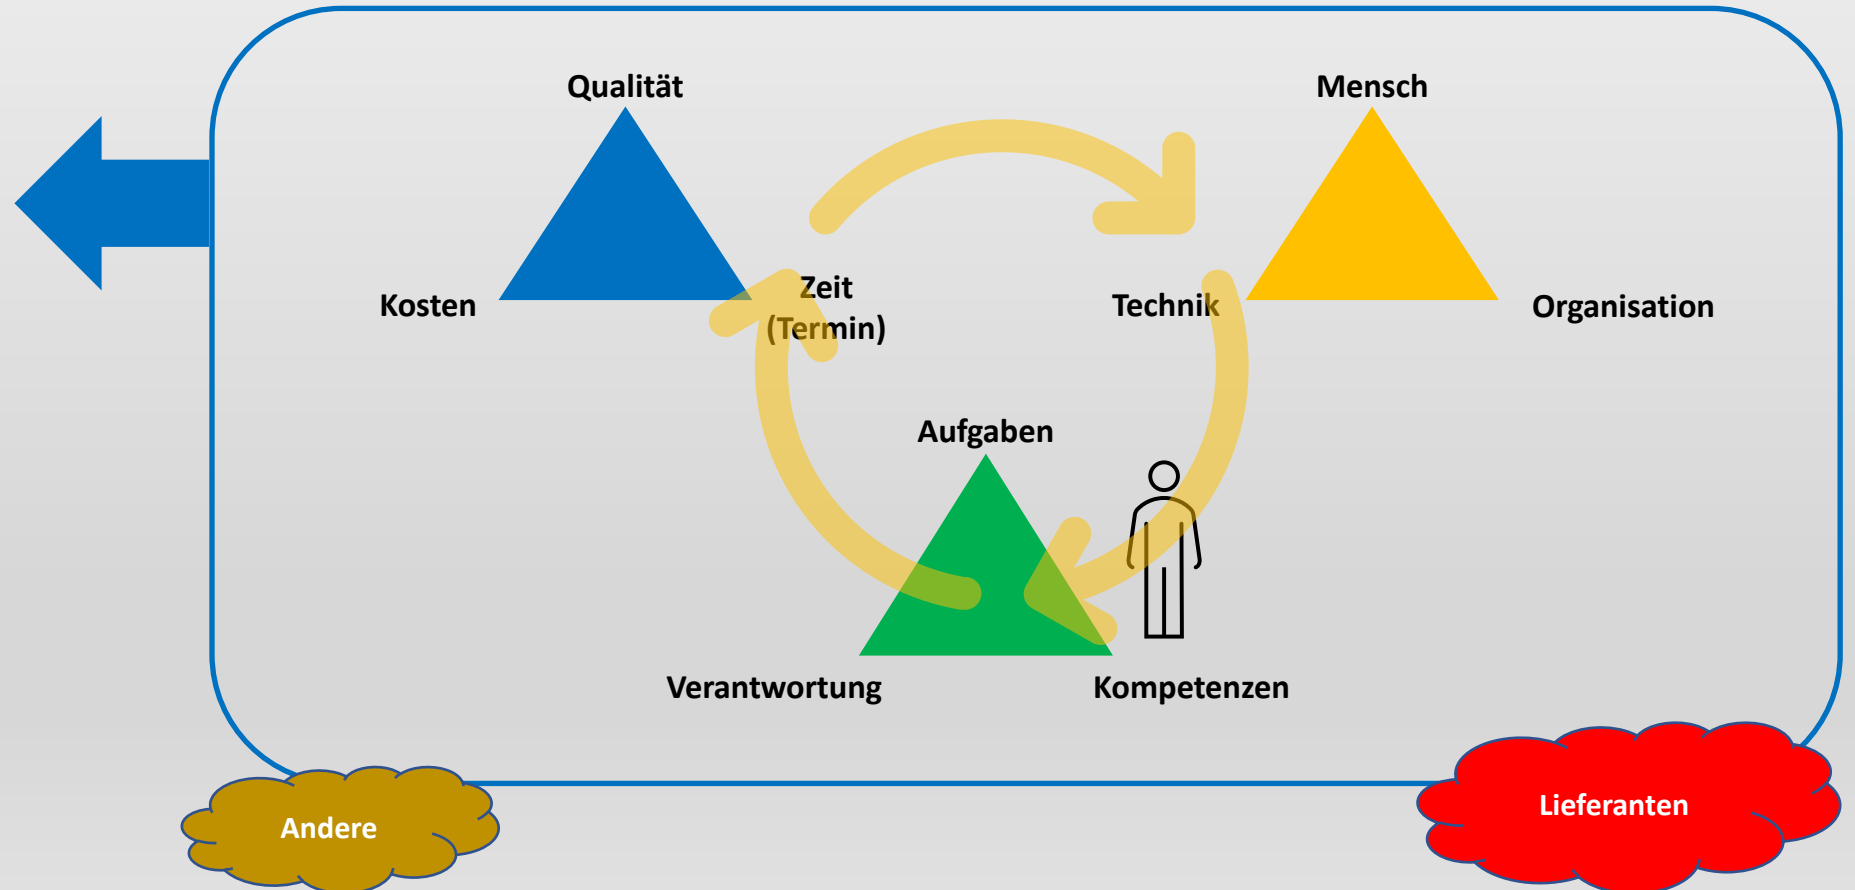 Qualität
Mensch
Kosten
Zeit
(Termin)
Technik
Organisation
Aufgaben
Verantwortung
Kompetenzen
Andere
Lieferanten